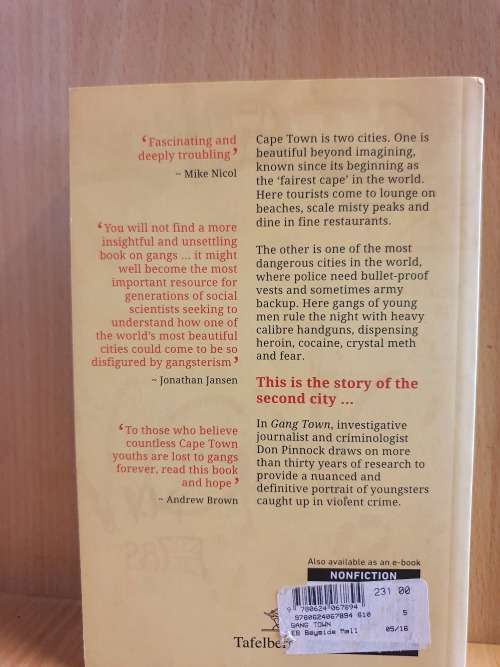 ‘Fascinating and
deeply troubling’
~ Mike Nicol
‘You will not find a more
insightful and unsettling
book on gangs ... it might
well become the most
important resource for
generations of social
scientists seeking to
understand how one of
the world's most beautiful
cities could come to be so
disfigured by gangsterism’
~ Jonathan Jansen
‘To those who believe
countless Cape Town
youths are lost to gangs
forever, read this book
and hope’
~ Andrew Brown
Cape Town is two cities. One is
beautiful beyond imagining,
known since its beginning as
the ‘fairest cape’ in the world.
Here tourists come to lounge on
beaches, scale misty peaks and
dine in fine restaurants.
The other is one of the most
dangerous cities in the world,
where police need bullet-proof
vests and sometimes army
backup. Here gangs of young
men rule the night with heavy
calibre handguns, dispensing
heroin, cocaine, crystal meth
and fear.
This is the story of the
second city ...
In Gang Town, investigative
journalist and criminologist
Don Pinnock draws on more
than thirty years of research to
provide a nuanced and
definitive portrait of youngsters
caught up in violent crime.
Also available as an e-book
NONFICTION
231 00
9 780624 067894
9780624067894 610 5
GANG TOWN
EB Bayside Mall 05/16
Tafelber